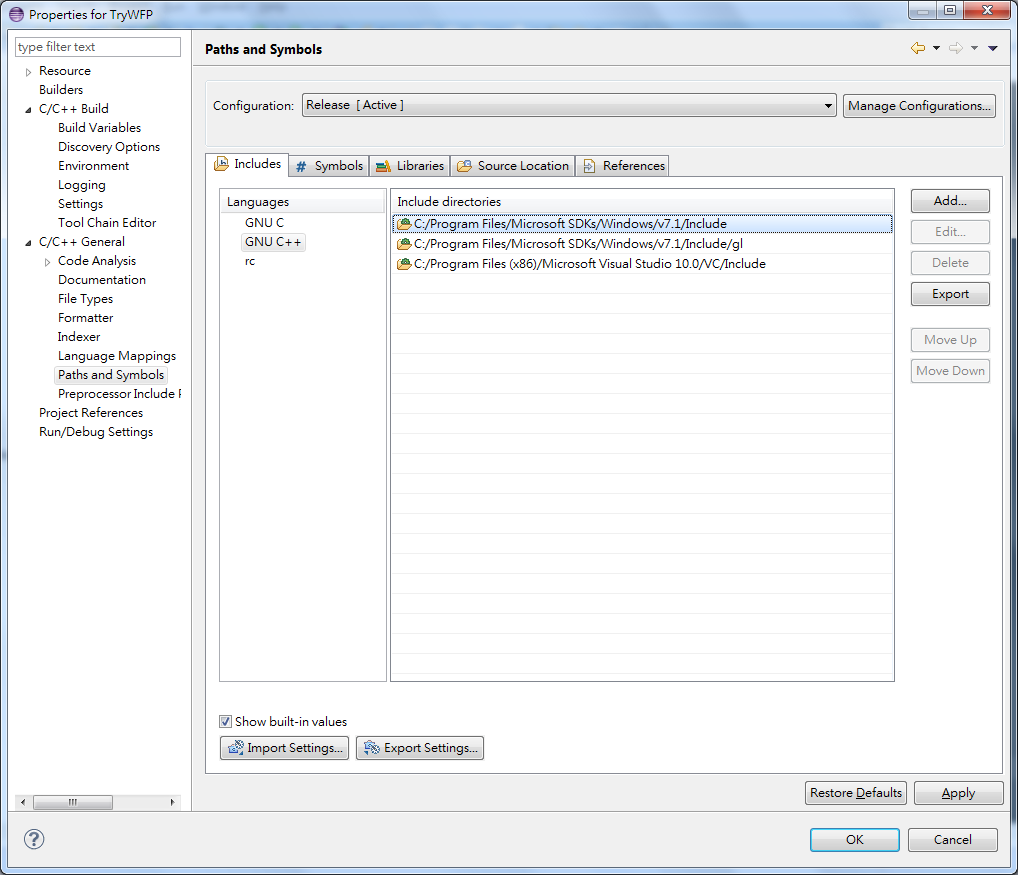 Properties for TryWFP
type filter text
Resource
Builders
C/C++ Build
Build Variables
Discovery Options
Environment
Logging
Settings
Tool Chain Editor
C/C++ General
Code Analysis
Documentation
File Types
Formatter
Indexer
Language Mappings
Paths and Symbols
Preprocessor Include
Project References
Run/Debug Settings
Paths and Symbols
Configuration: Release [ Active ] Manage Configurations...
Includes # Symbols Libraries Source Location References
Languages
GNU C
GNU C++
rc
Include directories
C:/Program Files/Microsoft SDKs/Windows/v7.1/Include
C:/Program Files/Microsoft SDKs/Windows/v7.1/Include/gl
C:/Program Files (x86)/Microsoft Visual Studio 10.0/VC/Include
Add...
Edit...
Delete
Export
Move Up
Move Down
Show built-in values
Import Settings... Export Settings...
Restore Defaults Apply
? OK Cancel